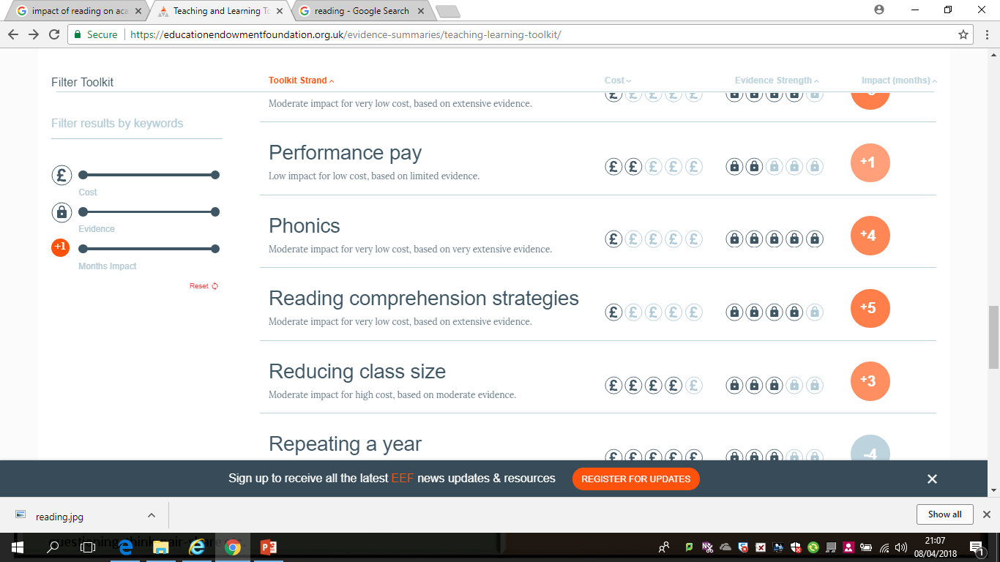 impact of reading on aca
Teaching and Learning To
reading - Google Search
Secure
https://educationendowmentfoundation.org.uk/evidence-summaries/teaching-learning-toolkit/
Filter Toolkit
Toolkit Strand
Cost
Evidence Strength
Impact (months)
Filter results by keywords
Cost
Evidence
+1
Months Impact
Reset
Moderate impact for very low cost, based on extensive evidence.
Performance pay
Low impact for low cost, based on limited evidence.
+1
Phonics
Moderate impact for very low cost, based on very extensive evidence.
+4
Reading comprehension strategies
Moderate impact for very low cost, based on extensive evidence.
+5
Reducing class size
Moderate impact for high cost, based on moderate evidence.
+3
Repeating a year
-4
Sign up to receive all the latest EEF news updates & resources
REGISTER FOR UPDATES
reading.jpg
Show all
questioning, think-pair-share
21:07
08/04/2018
1